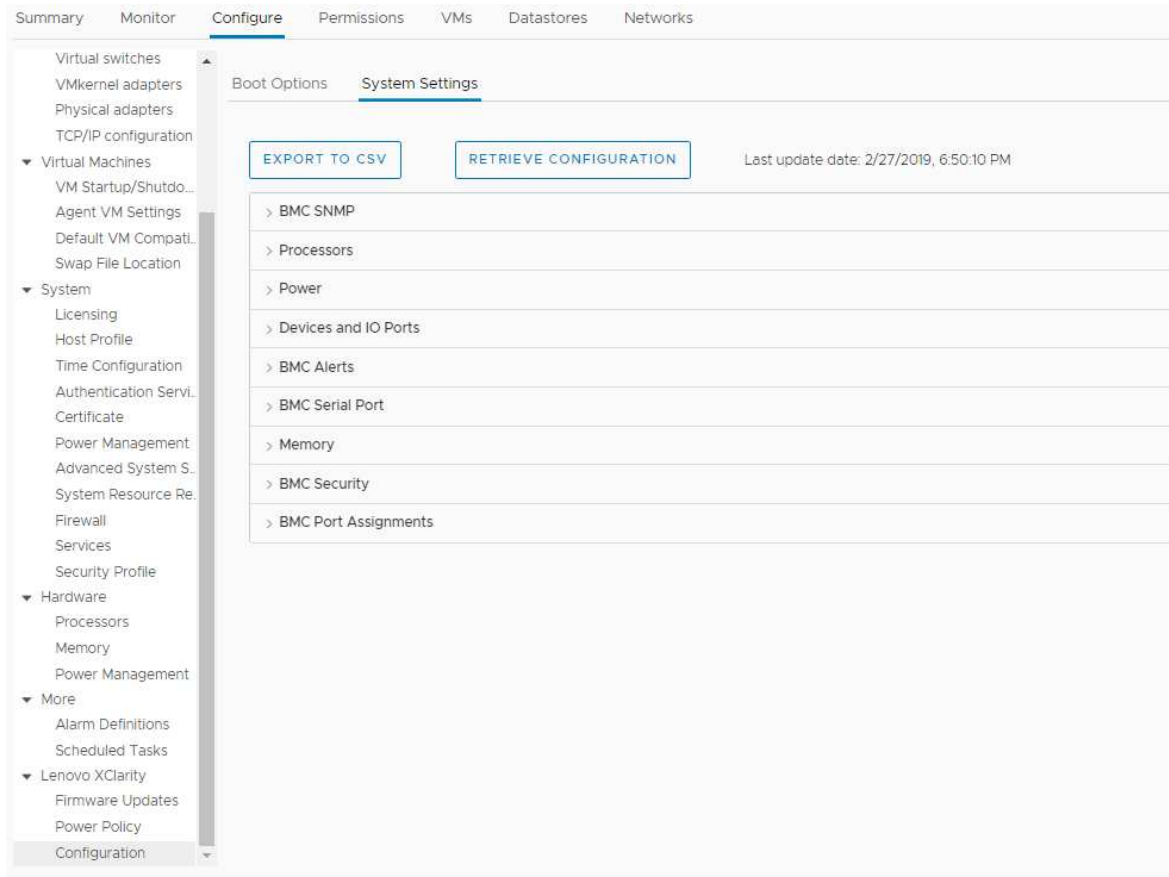 Summary Monitor Configure Permissions VMs Datastores Networks
Virtual switches
VMkernel adapters
Physical adapters
TCP/IP configuration
Virtual Machines
VM Startup/Shutdo...
Agent VM Settings
Default VM Compati..
Swap File Location
System
Licensing
Host Profile
Time Configuration
Authentication Servi..
Certificate
Power Management
Advanced System S..
System Resource Re.
Firewall
Services
Security Profile
Hardware
Processors
Memory
Power Management
More
Alarm Definitions
Scheduled Tasks
Lenovo XClarity
Firmware Updates
Power Policy
Configuration
Boot Options System Settings
EXPORT TO CSV RETRIEVE CONFIGURATION Last update date: 2/27/2019, 6:50:10 PM
BMC SNMP
Processors
Power
Devices and IO Ports
BMC Alerts
BMC Serial Port
Memory
BMC Security
BMC Port Assignments